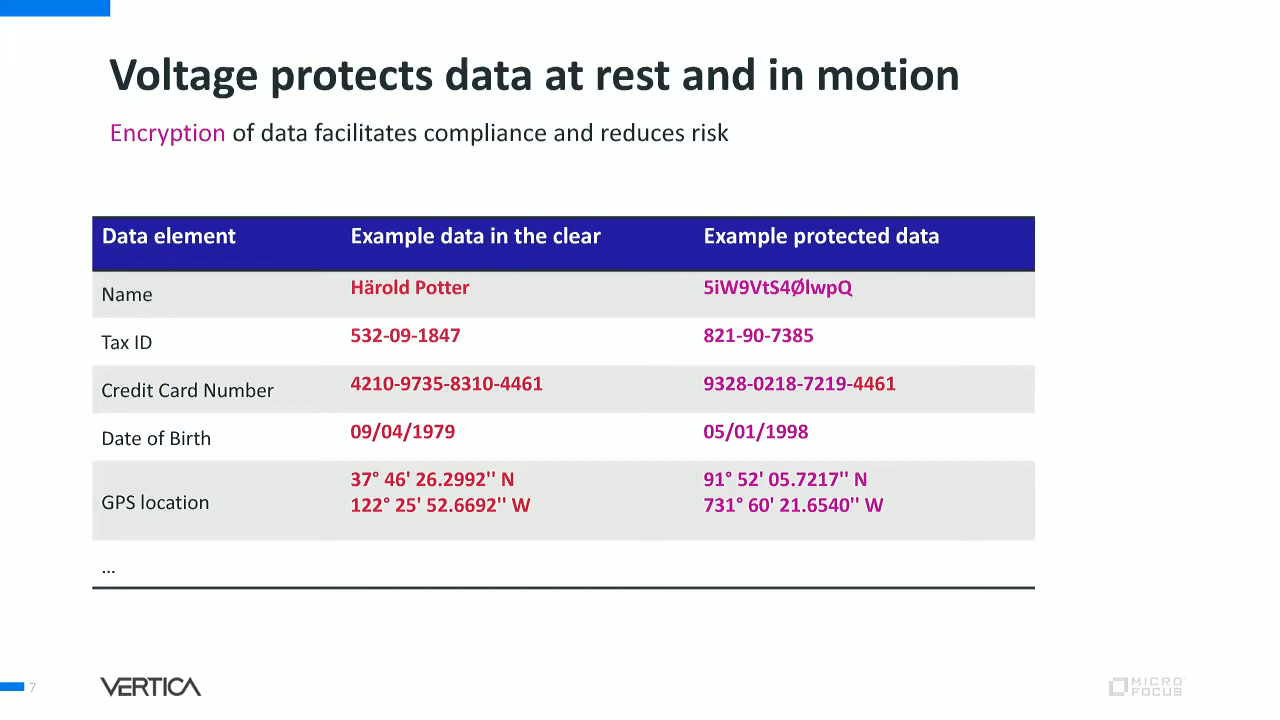 Voltage protects data at rest and in motion
Encryption of data facilitates compliance and reduces risk
Data element Example data in the clear Example protected data
Name Härold Potter 5iW9VtS4ØlwpQ
Tax ID 532-09-1847 821-90-7385
Credit Card Number 4210-9735-8310-4461 9328-0218-7219-4461
Date of Birth 09/04/1979 05/01/1998
GPS location 37° 46' 26.2992'' N 91° 52' 05.7217'' N
122° 25' 52.6692'' W 731° 60' 21.6540'' W
...
7 VERTICA MICRO
FOCUS